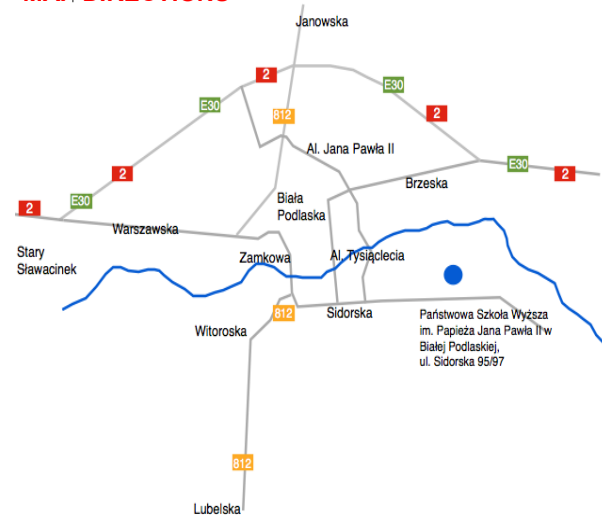 Janowska
2
E30
E30
812
2
Al. Jana Pawła II
E30
2
2
Brzeska
E30
2
Biała
Podlaska
Warszawska
Stary
Sławacinek
Zamkowa
Al. Tysiąclecia
812
Sidorska
Witoroska
Państwowa Szkoła Wyższa
im. Papieża Jana Pawła II w
Białej Podlaskiej,
ul. Sidorska 95/97
812
Lubelska